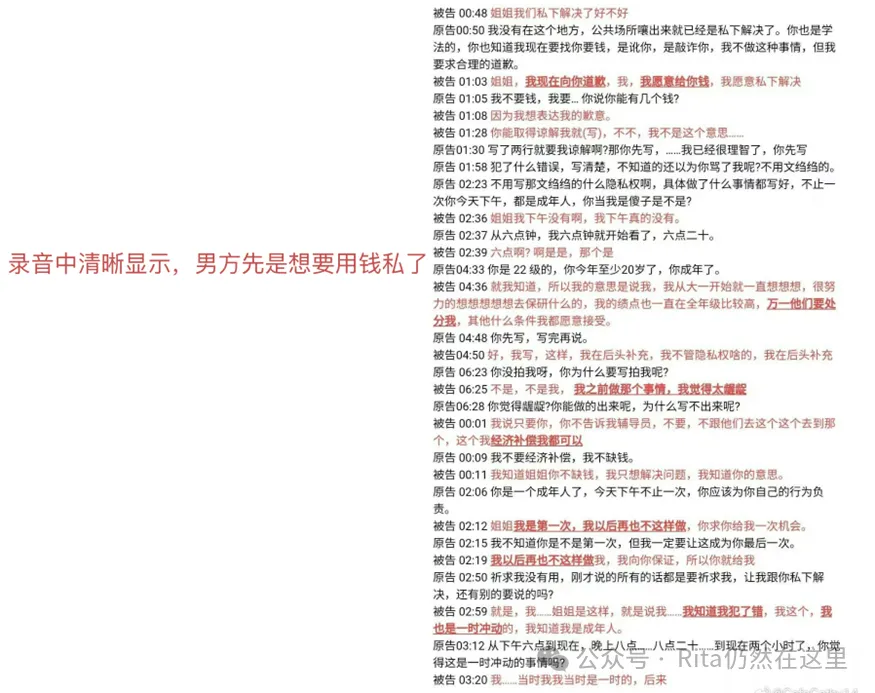 被告 00:48 姐姐我们私下解决了好不好
原告00:50 我没有在这个地方，公共场所嚷出来就已经是私下解决了。你也是学
法的，你也知道我现在要找你要钱，是讹你，是敲诈你，我不做这种事情，但我
要求合理的道歉。
被告 01:03 姐姐，我现在向你道歉，我，我愿意给你钱，我愿意私下解决
原告 01:05 我不要钱，我要... 你说你能有几个钱?
被告 01:08 因为我想表达我的歉意。
被告 01:28 你能取得谅解我就(写)，不不，我不是这个意思……
原告01:30 写了两行就要我谅解啊?那你先写，……我已经很理智了，你先写
原告 01:58 犯了什么错误，写清楚，不知道的还以为你骂了我呢?不用文绉绉的。
原告 02:23 不用写那文绉绉的什么隐私权啊，具体做了什么事情都写好，不止一
次你今天下午，都是成年人，你当我是傻子是不是?
被告 02:36 姐姐我下午没有啊，我下午真的没有。
原告 02:37 从六点钟，我六点钟就开始看了，六点二十。
被告 02:39 六点啊? 啊是是，那个是
录音中清晰显示，男方先是想要用钱私了
原告04:33 你是 22 级的，你今年至少20岁了，你成年了。
被告 04:36 就我知道，所以我的意思是说我，我从大一开始就一直想想想，很努
力的想想想想想去保研什么的，我的绩点也一直在全年级比较高，万一他们要处
分我，其他什么条件我都愿意接受。
原告 04:48 你先写，写完再说。
被告04:50 好，我写，这样，我在后头补充，我不管隐私权啥的，我在后头补充
原告 06:23 你没拍我呀，你为什么要写拍我呢?
被告 06:25 不是，不是我， 我之前做那个事情，我觉得太龌龊
原告06:28 你觉得龌龊?你能做的出来呢，为什么写不出来呢?
被告 00:01 我说只要你，你不告诉我辅导员，不要，不跟他们去这个这个去到那
个，这个我经济补偿我都可以
原告 00:09 我不要经济补偿，我不缺钱。
被告 00:11 我知道姐姐你不缺钱，我只想解决问题，我知道你的意思。
原告 02:06 你是一个成年人了，今天下午不止一次，你应该为你自己的行为负
责。
被告 02:12 姐姐我是第一次，我以后再也不这样做，你求你给我一次机会。
原告 02:15 我不知道你是不是第一次，但我一定要让这成为你最后一次。
被告 02:19 我以后再也不这样做我，我向你保证，所以你就给我
原告 02:50 祈求我没有用，刚才说的所有的话都是要祈求我，让我跟你私下解
决，还有别的要说的吗?
被告 02:59 就是，我……姐姐是这样，就是说我……我知道我犯了错，我这个，我
也是一时冲动的，我知道我是成年人。
原告03:12 从下午六点到现在，晚上八点……八点二十……到现在两个小时了，你觉
得这是一时冲动的事情吗?
公众号 · Rita仍然在这里
被告 03:20 我……当时我我当时是一时的，后来